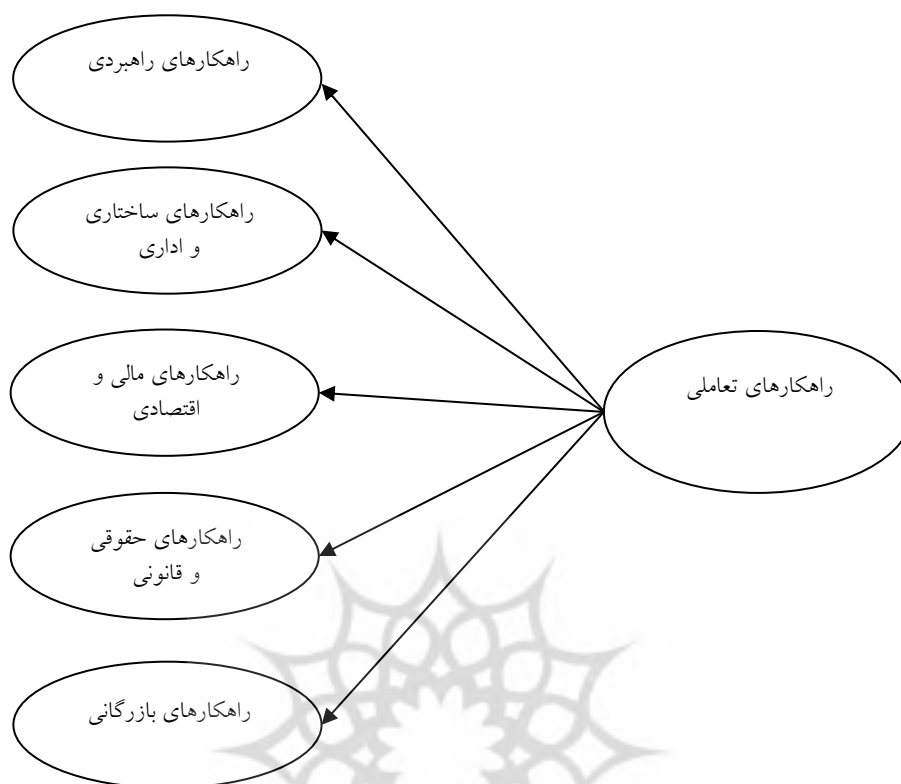 راهکارهای راهبردی
راهکارهای ساختاری
و اداری
راهکارهای مالی و
اقتصادی
راهکارهای تعاملی
راهکارهای حقوقی
و قانونی
راهکارهای بازرگانی